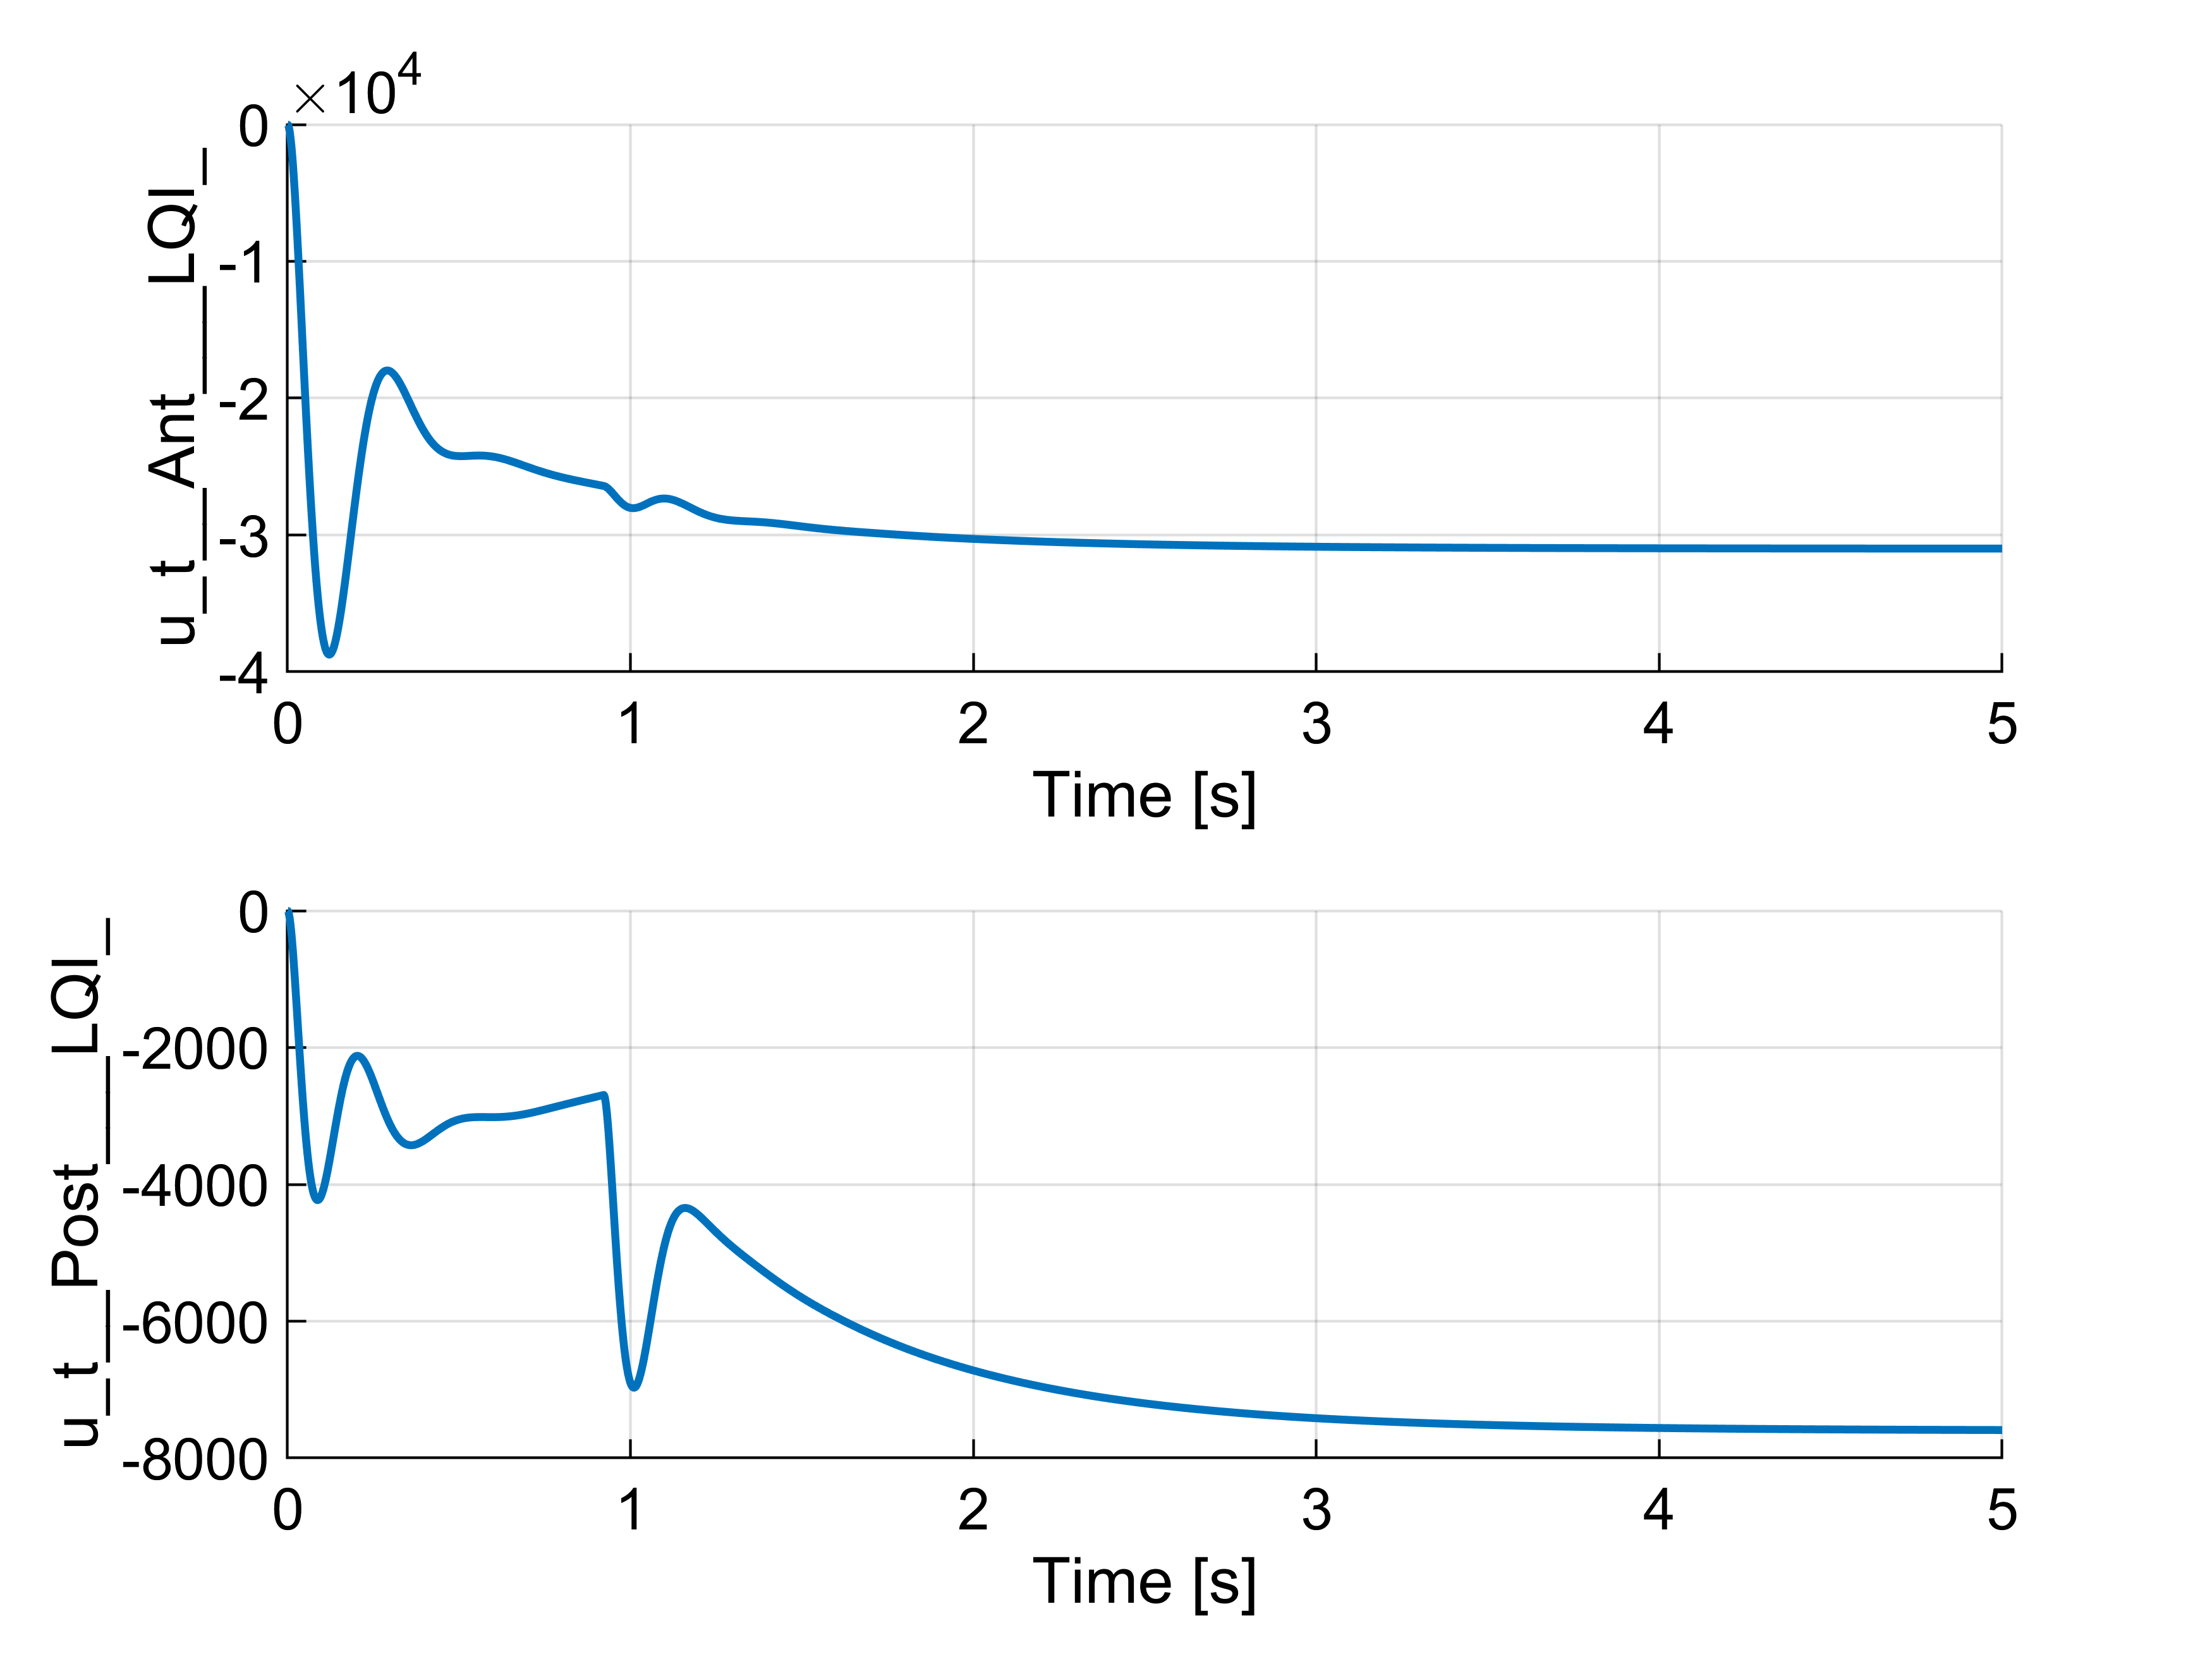 ×10^4
0
-1
-2
-3
-4
u_t__Ant___LQI_
0 1 2 3 4 5
Time [s]
0
-2000
-4000
-6000
-8000
u_t__Post___LQI_
0 1 2 3 4 5
Time [s]